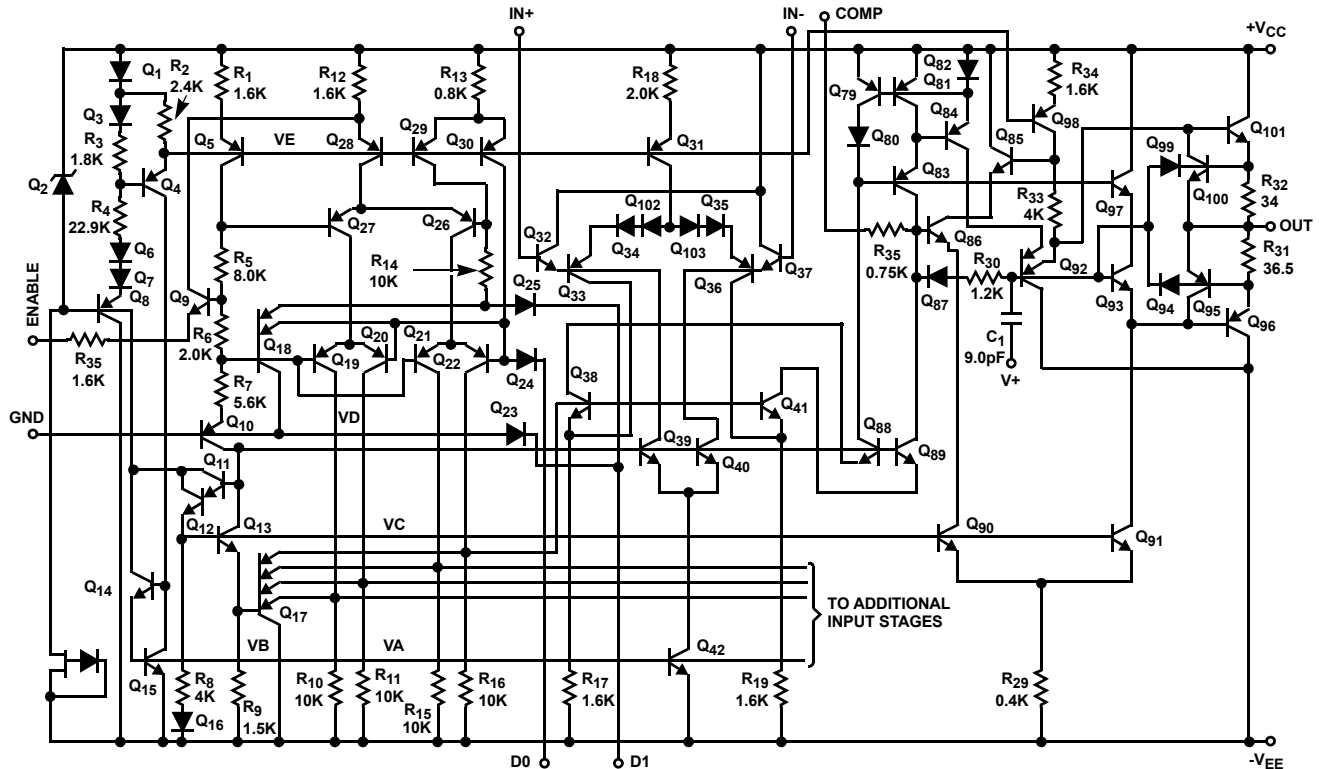 IN+
IN-
COMP
+VCC
Q1
R2
2.4K
R1
1.6K
R12
1.6K
R13
0.8K
R18
2.0K
Q82
Q81
Q79
R34
1.6K
Q3
R3
1.8K
Q5
VE
Q28
Q29
Q30
Q31
Q80
Q84
Q85
Q98
Q99
Q101
Q2
Q4
Q83
R33
4K
Q100
R32
34
R4
22.9K
Q27
Q26
Q102
Q35
Q97
OUT
Q6
Q7
Q8
R5
8.0K
R14
10K
Q32
Q34
Q103
Q33
Q36
Q37
R35
0.75K
Q86
R30
1.2K
Q92
R31
36.5
ENABLE
Q9
R6
2.0K
Q25
Q87
Q93
Q94
Q95
Q96
R35
1.6K
Q18
Q19
Q20
Q21
Q22
Q24
C1
9.0pF
V+
R7
5.6K
Q38
Q41
GND
Q10
VD
Q23
Q39
Q40
Q88
Q89
Q11
Q12
Q13
VC
Q90
Q91
Q14
Q17
TO ADDITIONAL
INPUT STAGES
VB
VA
Q42
Q15
R8
4K
Q16
R9
1.5K
R10
10K
R11
10K
R15
10K
R16
10K
R17
1.6K
R19
1.6K
R29
0.4K
D0
D1
-VEE